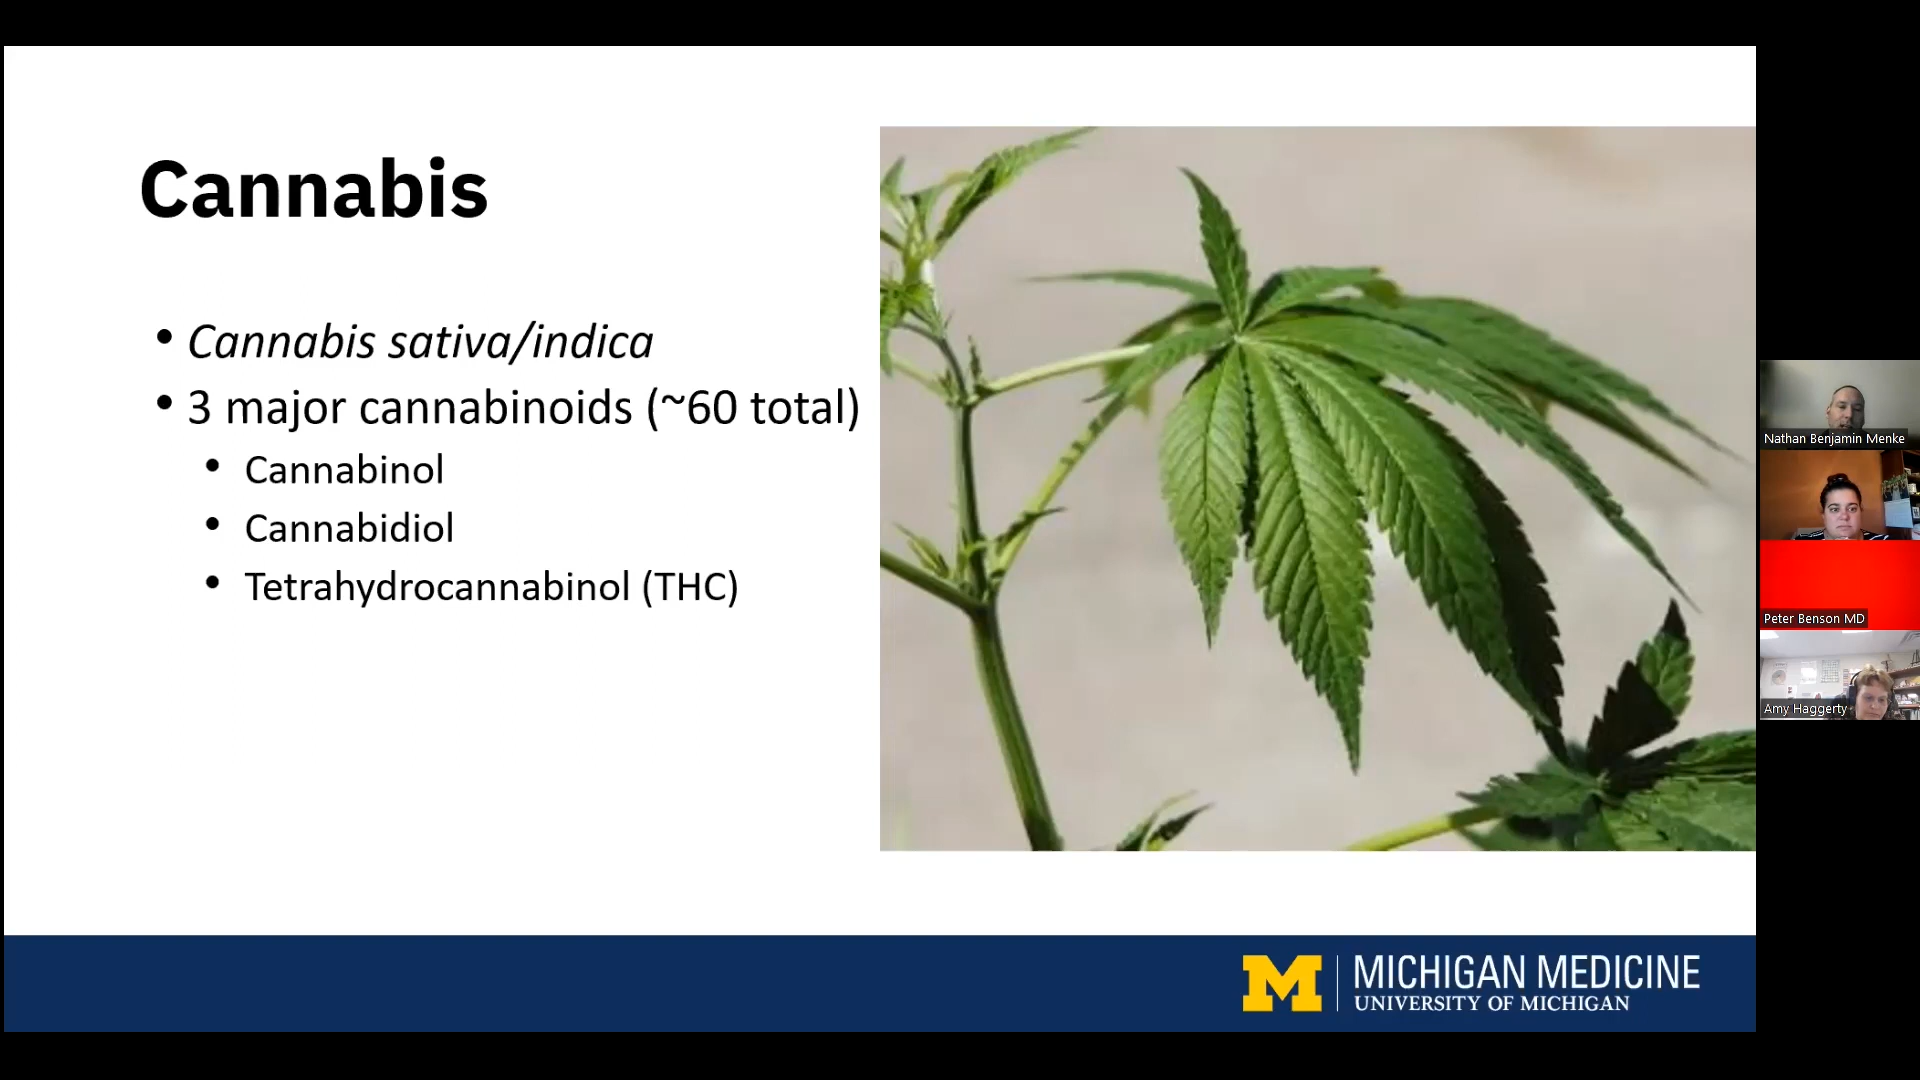 Cannabis
• Cannabis sativa/indica
• 3 major cannabinoids (~60 total)
• Cannabinol
• Cannabidiol
• Tetrahydrocannabinol (THC)
M
MICHIGAN MEDICINE
UNIVERSITY OF MICHIGAN
Nathan Benjamin Menke
Peter Benson MD
Amy Haggerty